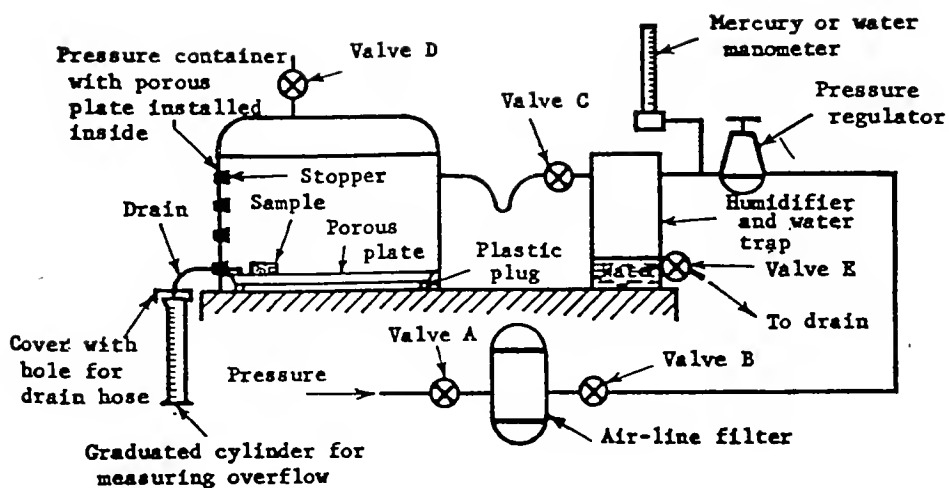 Pressure container
with porous
plate installed
inside
Valve D
Mercury or water
manometer
Valve C
Pressure
regulator
Stopper
Drain
Sample
Porous
plate
Plastic
plug
Humidifier
and water
trap
Water
Valve E
To drain
Cover with
hole for
drain hose
Valve A
Valve B
Pressure
Air-line filter
Graduated cylinder for
measuring overflow